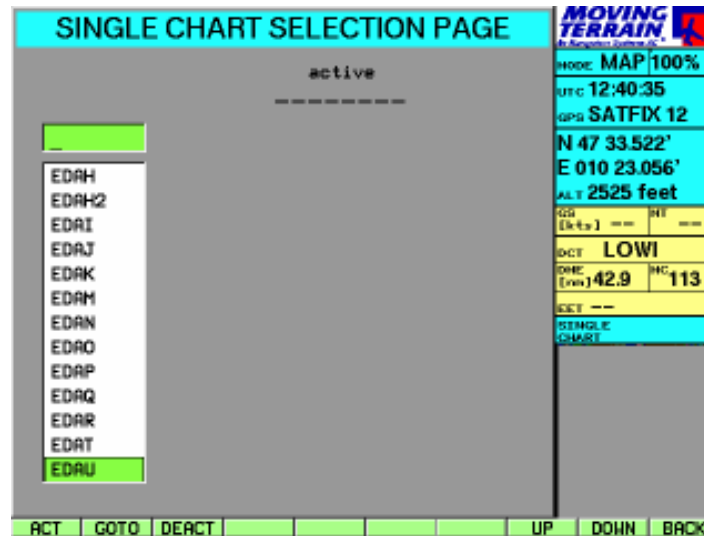 SINGLE CHART SELECTION PAGE
active
--------
_
EDAH
EDAH2
EDAI
EDAJ
EDAK
EDAM
EDAN
EDAO
EDAP
EDAQ
EDAR
EDAT
EDAU
MOVING
TERRAIN
MODE MAP 100%
UTC 12:40:35
GPS SATFIX 12
N 47 33.522'
E 010 23.056'
ALT 2525 feet
GS [kts] -- MT --
DCT LOWI
DME [nm] 42.9 MC 113
EET --
SINGLE
CHART
ACT GOTO DEACT UP DOWN BACK